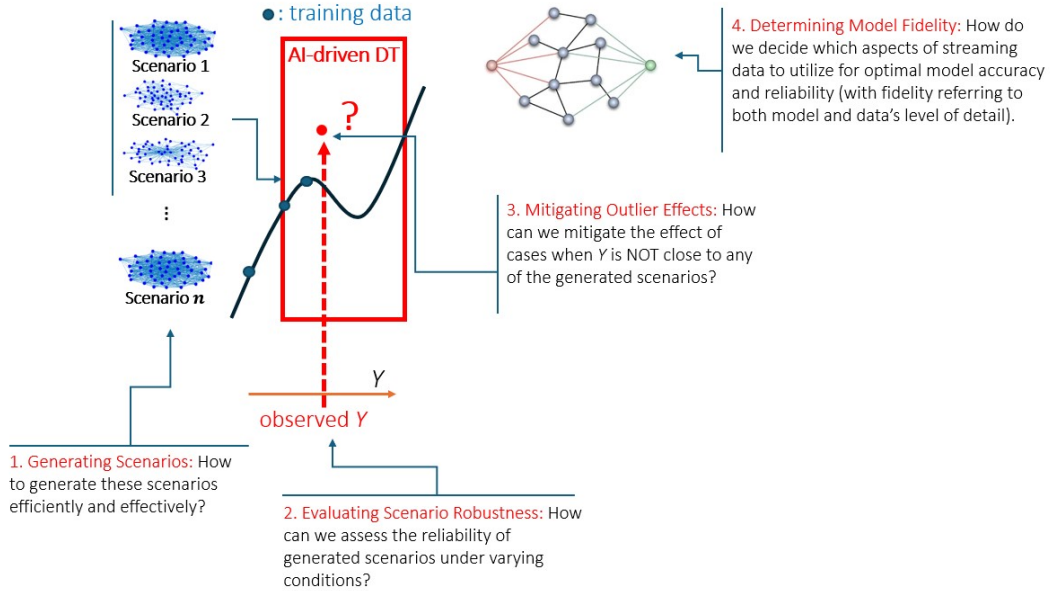 : training data
Scenario 1
Scenario 2
Scenario 3
⋮
Scenario n
AI-driven DT
?
Y
observed Y
1. Generating Scenarios: How
to generate these scenarios
efficiently and effectively?
2. Evaluating Scenario Robustness: How
can we assess the reliability of
generated scenarios under varying
conditions?
3. Mitigating Outlier Effects: How
can we mitigate the effect of
cases when Y is NOT close to any
of the generated scenarios?
4. Determining Model Fidelity: How do
we decide which aspects of streaming
data to utilize for optimal model accuracy
and reliability (with fidelity referring to
both model and data's level of detail).